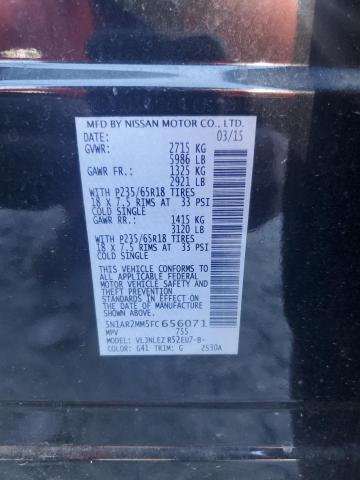 MFD BY NISSAN MOTOR CO., LTD.
DATE: 03/15
GVWR: 2715 KG
5986 LB
GAWR FR.: 1325 KG
2921 LB
WITH P235/65R18 TIRES
18 X 7.5 RIMS AT 33 PSI
COLD SINGLE
GAWR RR.: 1415 KG
3120 LB
WITH P235/65R18 TIRES
18 X 7.5 RIMS AT 33 PSI
COLD SINGLE
THIS VEHICLE CONFORMS TO
ALL APPLICABLE FEDERAL
MOTOR VEHICLE SAFETY
AND THEFT PREVENTION
STANDARDS IN EFFECT ON
THE DATE OF MANUFACTURE
SHOWN ABOVE.
5N1AR2MM5FC656071
MPV 755
MODEL: VLJNLEZ R52EU7-B-
COLOR: G41 TRIM: G 2530A